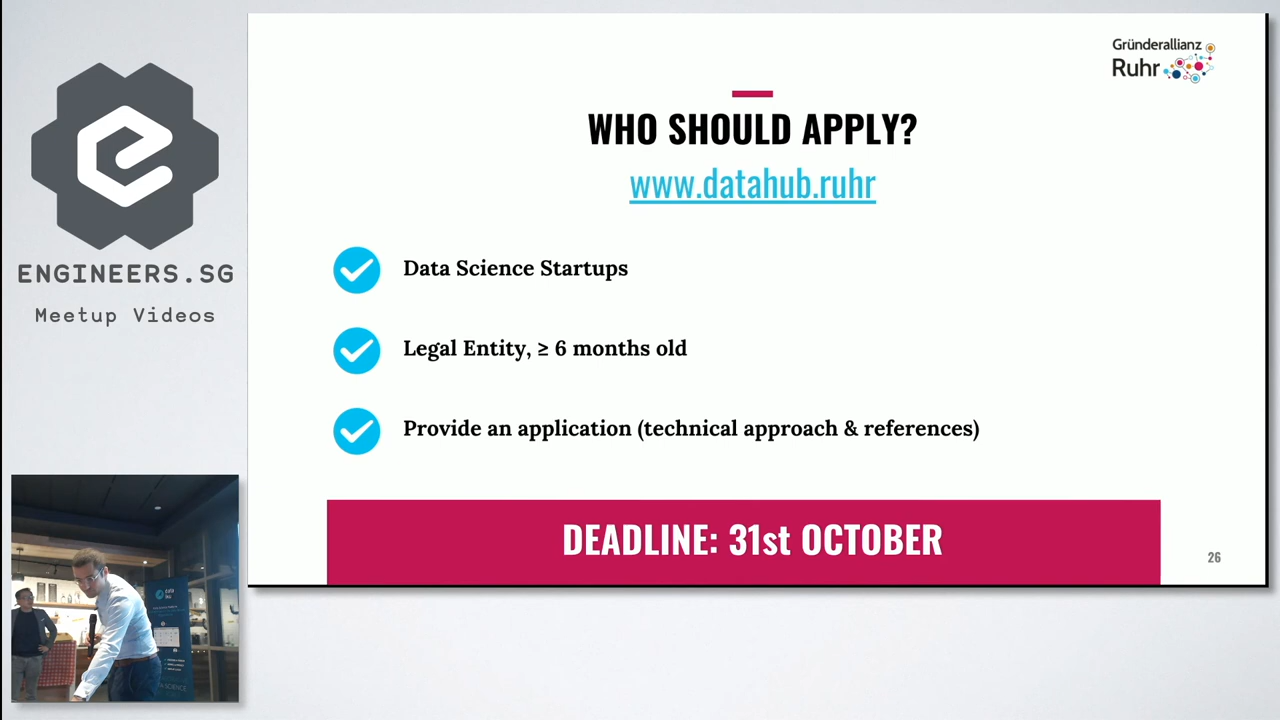 ENGINEERS.SG
Meetup Videos
Gründerallianz
Ruhr
WHO SHOULD APPLY?
www.datahub.ruhr
Data Science Startups
Legal Entity, ≥ 6 months old
Provide an application (technical approach & references)
DEADLINE: 31st OCTOBER
26
data